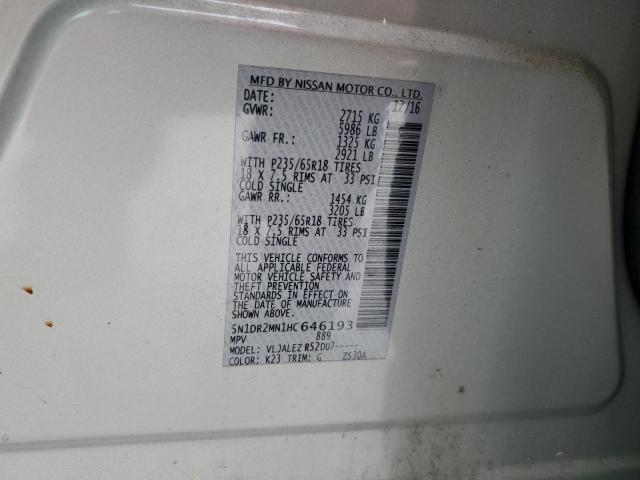 MFD BY NISSAN MOTOR CO., LTD.
DATE: 12/16
GVWR: 2715 KG
5986 LB
GAWR FR.: 1325 KG
2921 LB
WITH P235/65R18 TIRES
18 X 7.5 RIMS AT 33 PSI
COLD SINGLE
GAWR RR.: 1454 KG
3205 LB
WITH P235/65R18 TIRES
18 X 7.5 RIMS AT 33 PSI
COLD SINGLE
THIS VEHICLE CONFORMS TO
ALL APPLICABLE FEDERAL
MOTOR VEHICLE SAFETY AND
THEFT PREVENTION
STANDARDS IN EFFECT ON
THE DATE OF MANUFACTURE
SHOWN ABOVE.
5N1DR2MN1HC646193
MPV 889
MODEL: VLJALEZ R52DU7-----
COLOR: K23 TRIM: G ZS30A